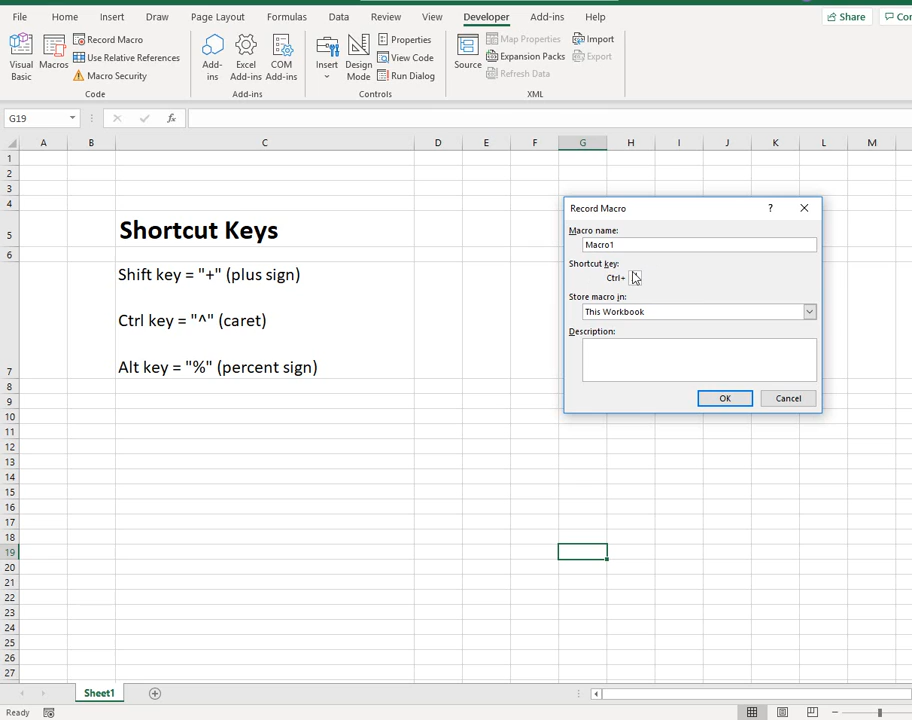 File Home Insert Draw Page Layout Formulas Data Review View Developer Add-ins Help Share
Visual Basic
Macros
Record Macro
Use Relative References
Macro Security
Code
Add-ins
Excel Add-ins
COM Add-ins
Add-ins
Insert
Design Mode
Properties
View Code
Run Dialog
Controls
Source
Map Properties
Expansion Packs
Refresh Data
Import
Export
XML
G19 fx
A B C D E F G H I J K L M
1
2
3
4
5 Shortcut Keys
6
Shift key = "+" (plus sign)
Ctrl key = "^" (caret)
7 Alt key = "%" (percent sign)
8
9
10
11
12
13
14
15
16
17
18
19
20
21
22
23
24
25
26
27
Record Macro ?
Macro name:
Macro1
Shortcut key:
Ctrl+
Store macro in:
This Workbook
Description:
OK Cancel
Sheet1
Ready